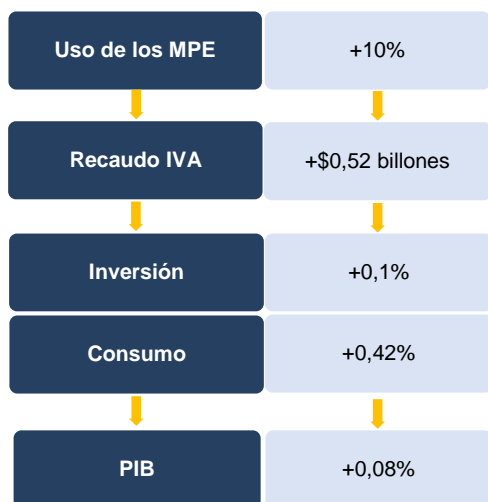 Uso de los MPE
+10%
Recaudo IVA
+$0,52 billones
Inversión
+0,1%
Consumo
+0,42%
PIB
+0,08%